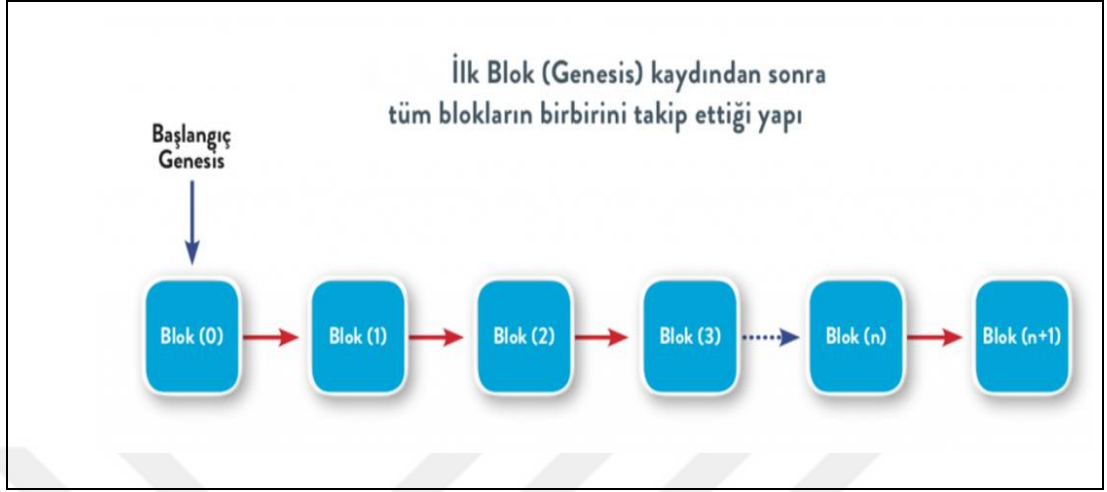 İlk Blok (Genesis) kaydından sonra
tüm blokların birbirini takip ettiği yapı
Başlangıç
Genesis
Blok (0)
Blok (1)
Blok (2)
Blok (3)
Blok (n)
Blok (n+1)